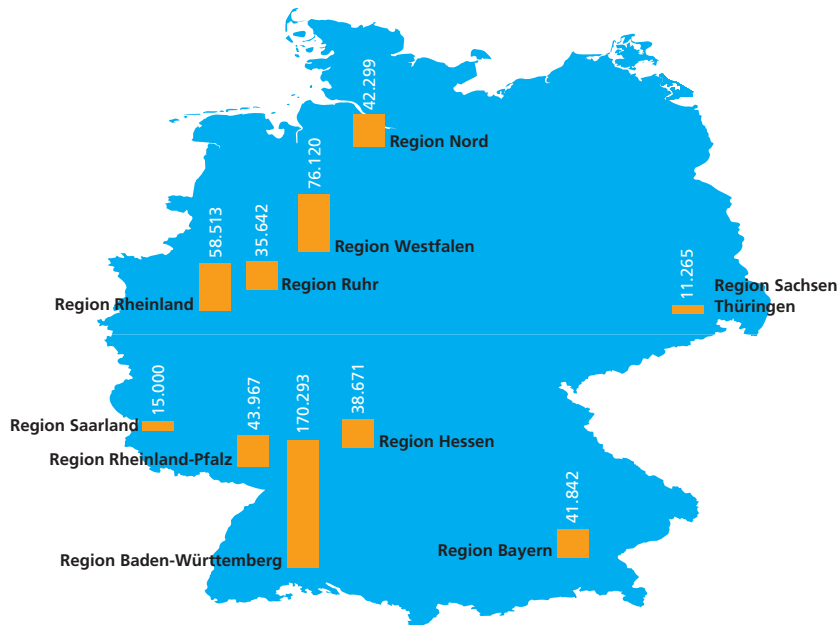 42.299
Region Nord
76.120
Region Westfalen
58.513
Region Rheinland
35.642
Region Ruhr
11.265
Region Sachsen
Thüringen
15.000
Region Saarland
43.967
Region Rheinland-Pfalz
170.293
Region Baden-Württemberg
38.671
Region Hessen
41.842
Region Bayern